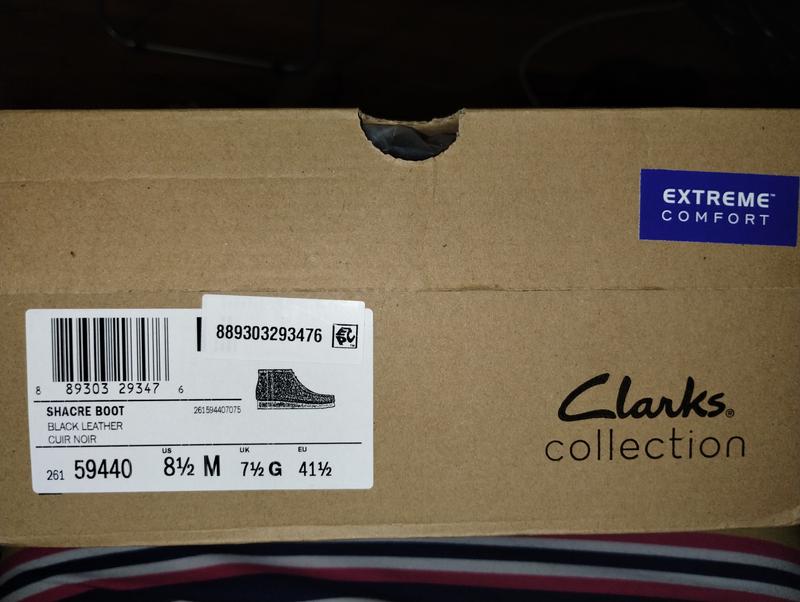 EXTREME™
COMFORT
889303293476
8 89303 29347 6
SHACRE BOOT 261594407075
BLACK LEATHER
CUIR NOIR
US UK EU
261 59440 8½ M 7½ G 41½
Clarks®
collection